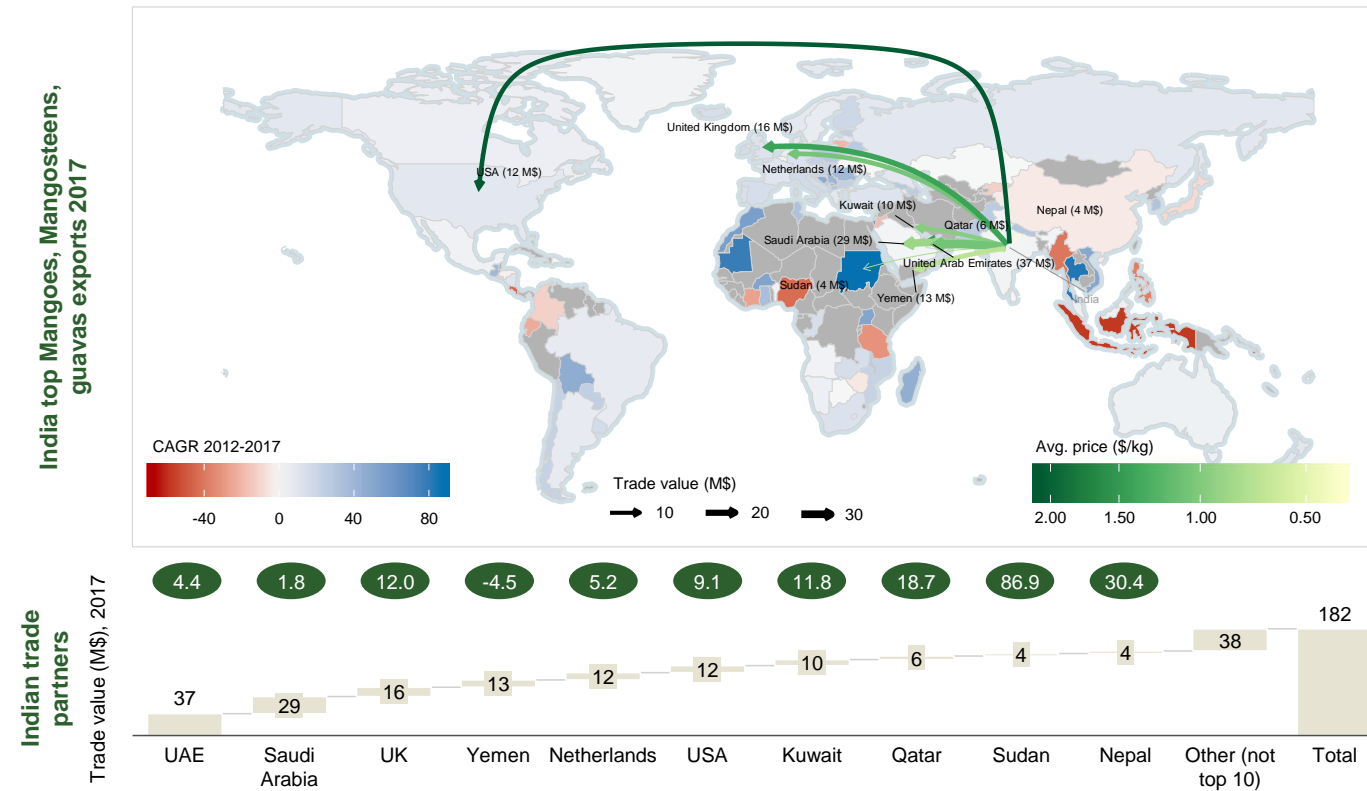 India top Mangoes, Mangosteens,
guavas exports 2017
United Kingdom (16 M$)
USA (12 M$)
Netherlands (12 M$)
Kuwait (10 M$)
Nepal (4 M$)
Qatar (6 M$)
Saudi Arabia (29 M$)
United Arab Emirates (37 M$)
Sudan (4 M$)
Yemen (13 M$)
India
CAGR 2012-2017
-40 0 40 80
Trade value (M$)
10 20 30
Avg. price ($/kg)
2.00 1.50 1.00 0.50
Indian trade
partners
Trade value (M$), 2017
4.4 1.8 12.0 -4.5 5.2 9.1 11.8 18.7 86.9 30.4
37 29 16 13 12 12 10 6 4 4 38 182
UAE Saudi UK Yemen Netherlands USA Kuwait Qatar Sudan Nepal Other (not Total
Arabia top 10)